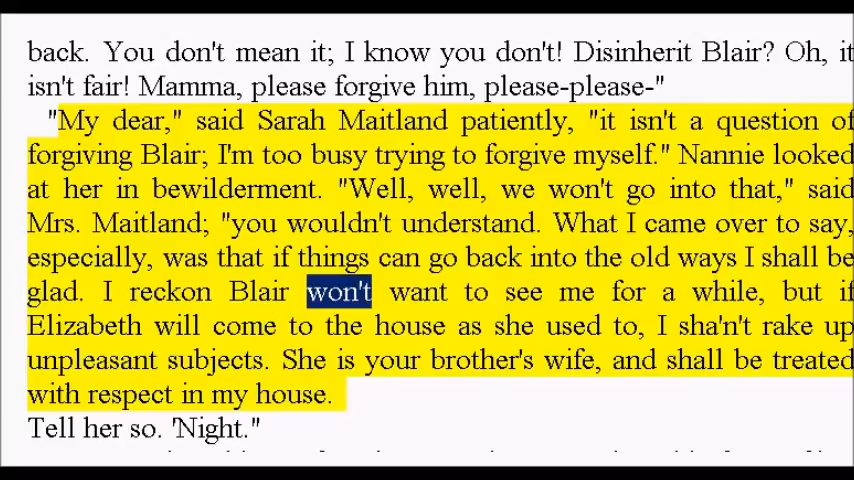 back. You don't mean it; I know you don't! Disinherit Blair? Oh, it
isn't fair! Mamma, please forgive him, please-please-"
"My dear," said Sarah Maitland patiently, "it isn't a question of
forgiving Blair; I'm too busy trying to forgive myself." Nannie looked
at her in bewilderment. "Well, well, we won't go into that," said
Mrs. Maitland; "you wouldn't understand. What I came over to say,
especially, was that if things can go back into the old ways I shall be
glad. I reckon Blair won't want to see me for a while, but if
Elizabeth will come to the house as she used to, I sha'n't rake up
unpleasant subjects. She is your brother's wife, and shall be treated
with respect in my house.
Tell her so. 'Night."